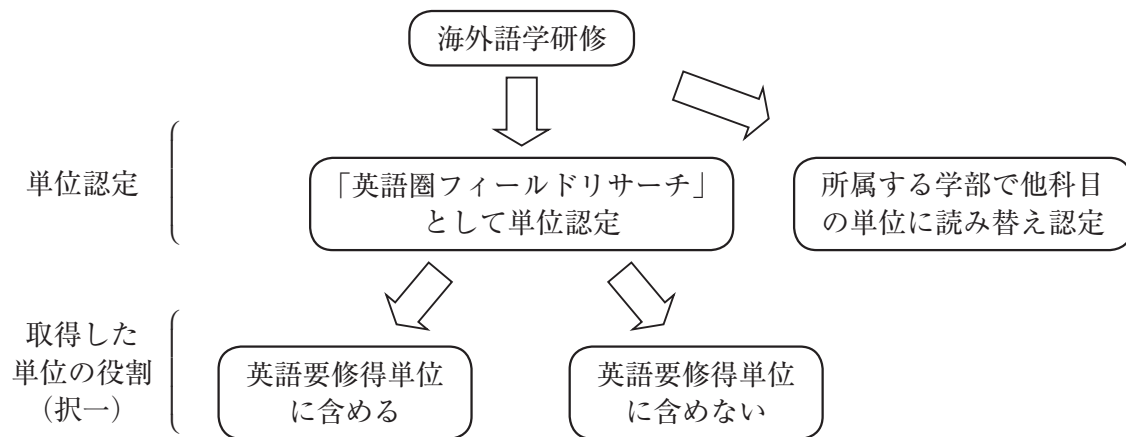 海外語学研修
単位認定
「英語圏フィールドリサーチ」
として単位認定
所属する学部で他科目
の単位に読み替え認定
取得した
単位の役割
（択一）
英語要修得単位
に含める
英語要修得単位
に含めない